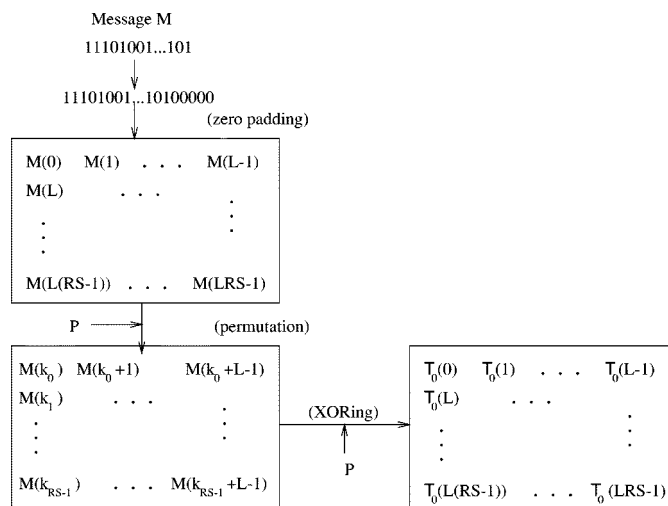 Message M
11101001...101
11101001...10100000
(zero padding)
M(0) M(1) . . . M(L-1)
M(L) . . .
M(L(RS-1)) . . . M(LRS-1)
P
(permutation)
M(k₀) M(k₀+1) M(k₀+L-1)
M(k₁) . . .
M(k_RS-1) . . . M(k_RS-1+L-1)
(XORing)
P
T₀(0) T₀(1) . . . T₀(L-1)
T₀(L) . . .
T₀(L(RS-1)) . . . T₀(LRS-1)